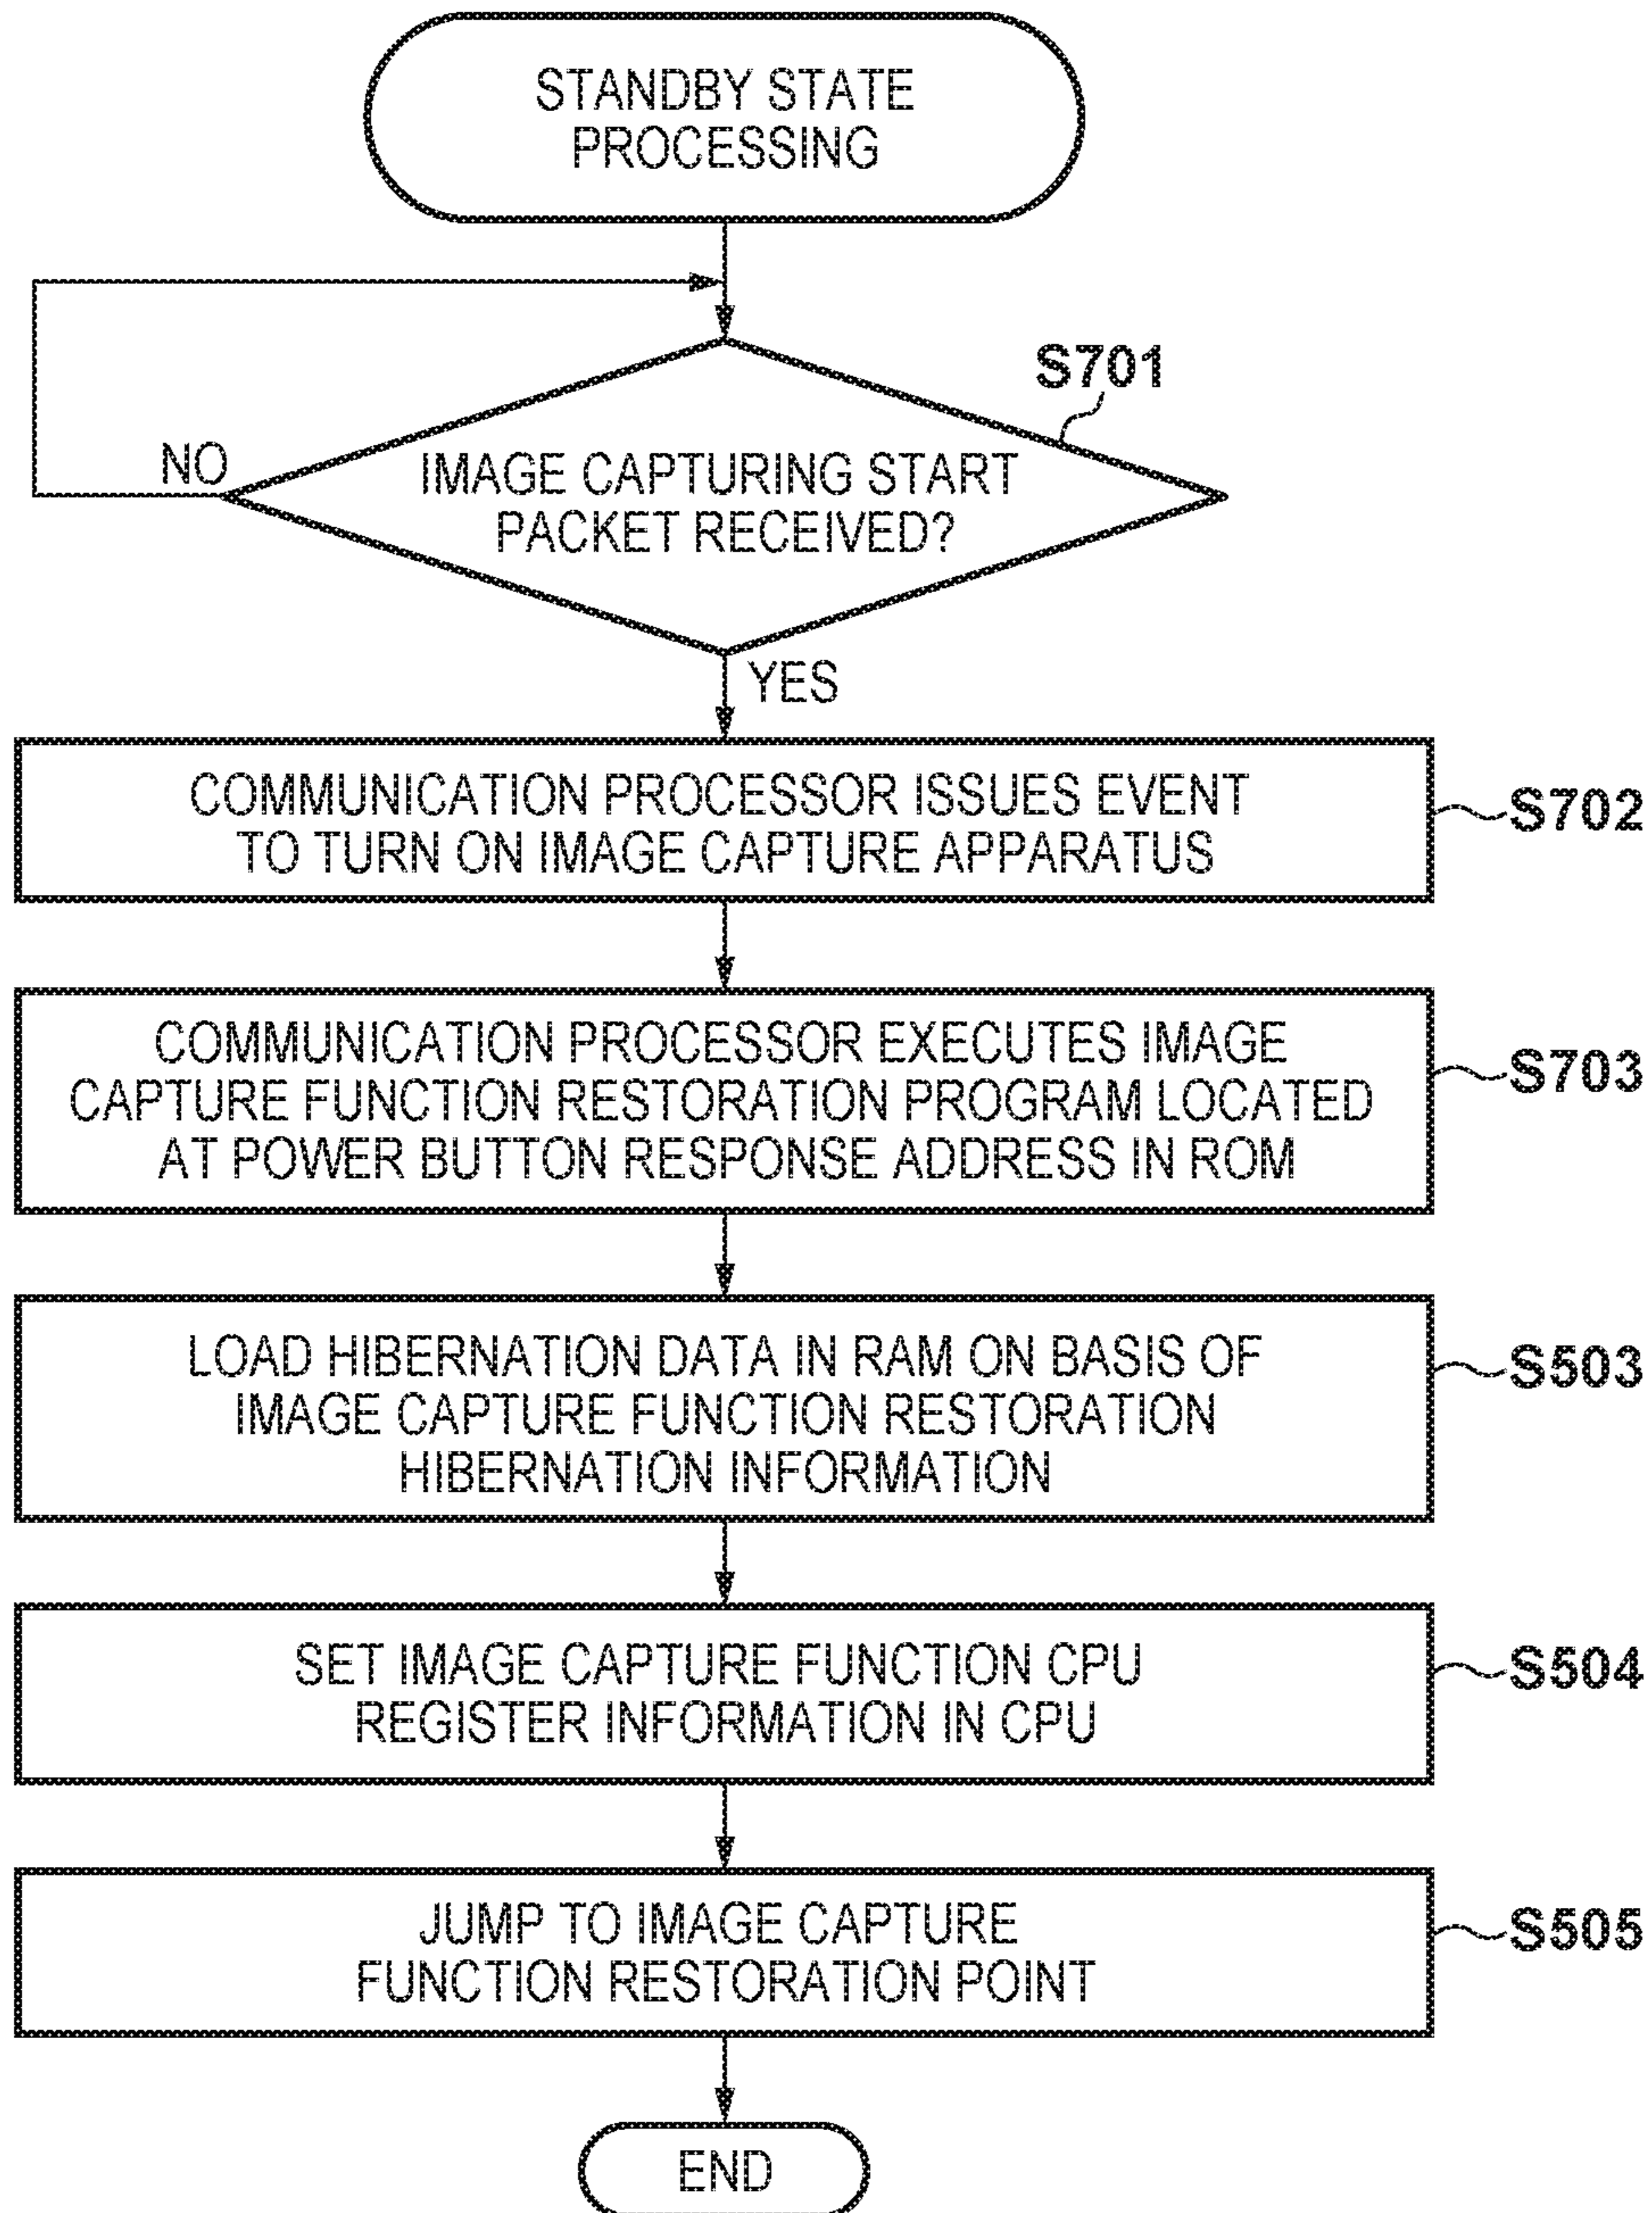 STANDBY STATE
PROCESSING
S701
NO
IMAGE CAPTURING START
PACKET RECEIVED?
YES
COMMUNICATION PROCESSOR ISSUES EVENT
TO TURN ON IMAGE CAPTURE APPARATUS
S702
COMMUNICATION PROCESSOR EXECUTES IMAGE
CAPTURE FUNCTION RESTORATION PROGRAM LOCATED
AT POWER BUTTON RESPONSE ADDRESS IN ROM
S703
LOAD HIBERNATION DATA IN RAM ON BASIS OF
IMAGE CAPTURE FUNCTION RESTORATION
HIBERNATION INFORMATION
S503
SET IMAGE CAPTURE FUNCTION CPU
REGISTER INFORMATION IN CPU
S504
JUMP TO IMAGE CAPTURE
FUNCTION RESTORATION POINT
S505
END